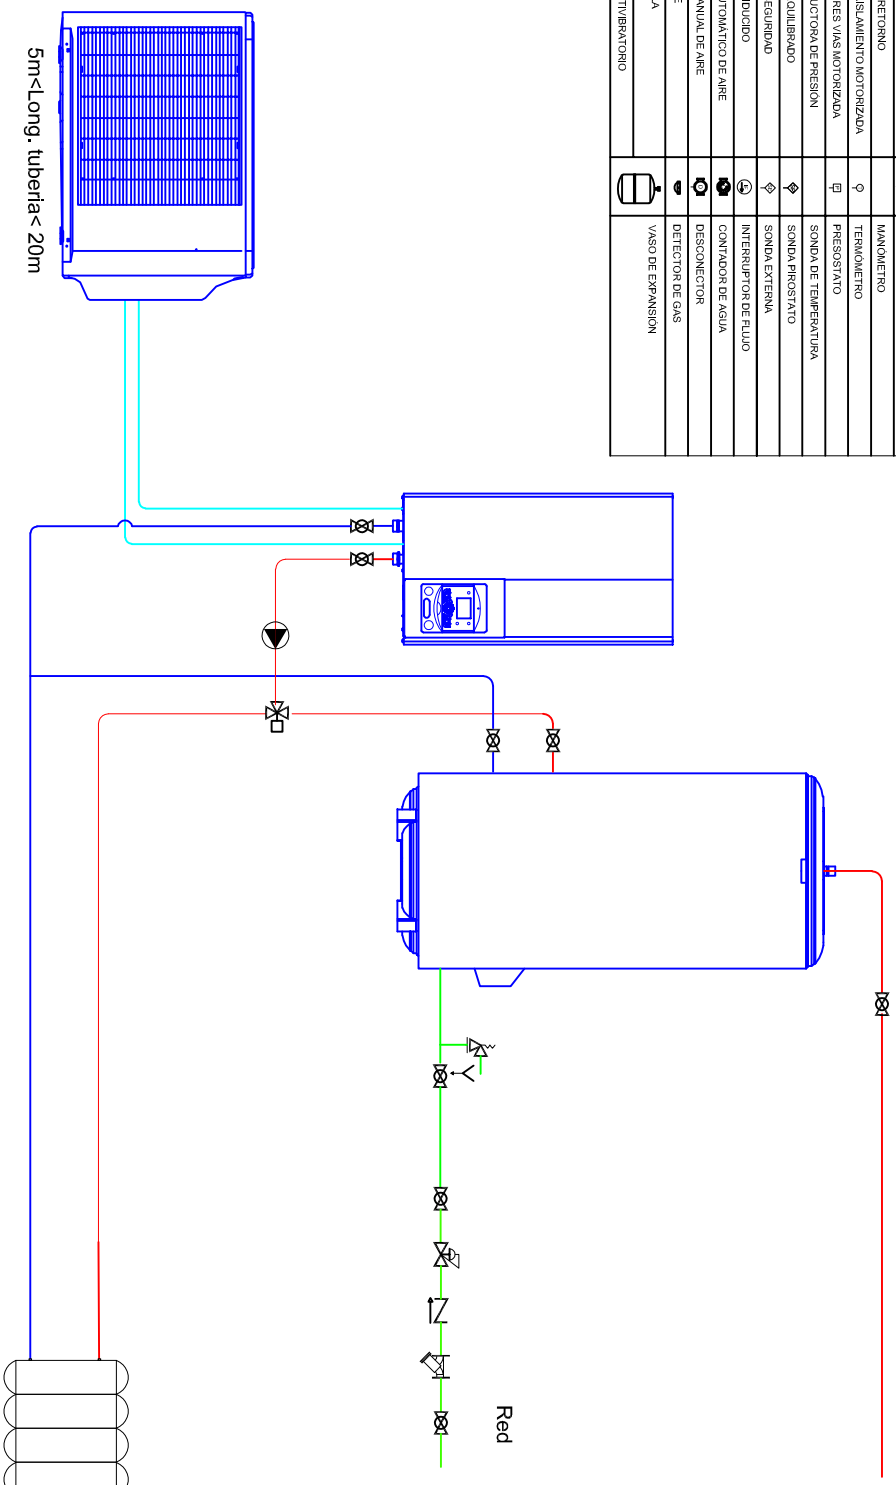 RETORNO MANÓMETRO
ISLAMIENTO MOTORIZADA TERMÓMETRO
RES VIAS MOTORIZADA P PRESOSTATO
UCTORA DE PRESIÓN SONDA DE TEMPERATURA
QUILIBRADO SONDA PIROSTATO
EGURIDAD SONDA EXTERNA
NDUCIDO INTERRUPTOR DE FLUJO
UTOMÁTICO DE AIRE CONTADOR DE AGUA
ANUAL DE AIRE D DESCONECTOR
E DETECTOR DE GAS
LA VASO DE EXPANSIÓN
TIVIBRATORIO
Red
5m<Long. tuberia< 20m